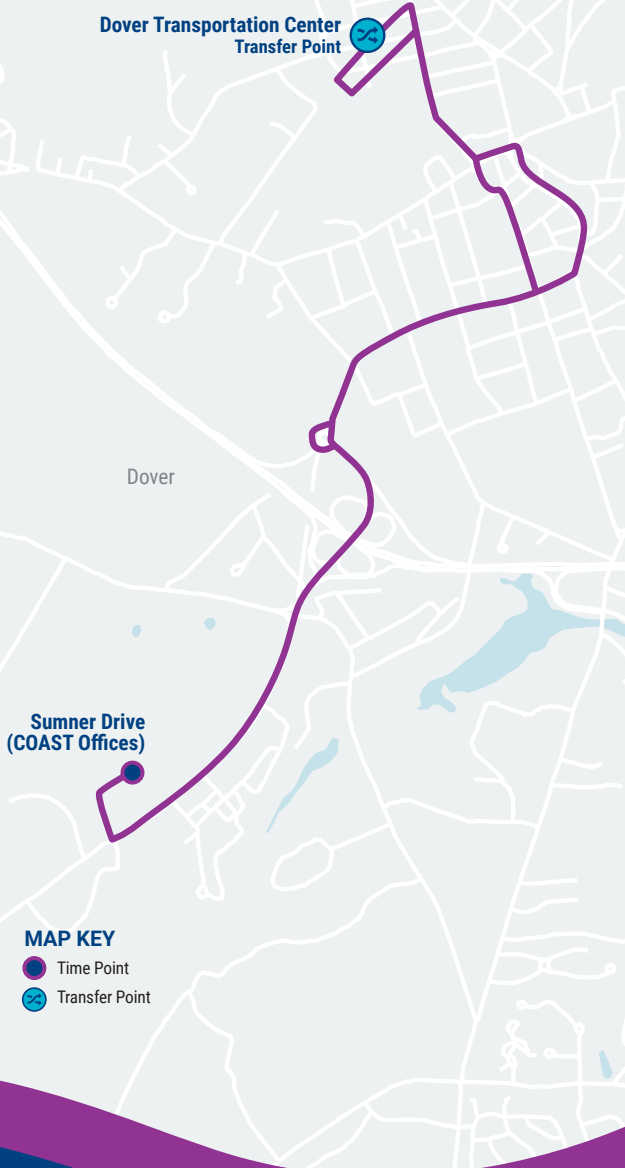 Dover Transportation Center
Transfer Point
Dover
Sumner Drive
(COAST Offices)
MAP KEY
Time Point
Transfer Point